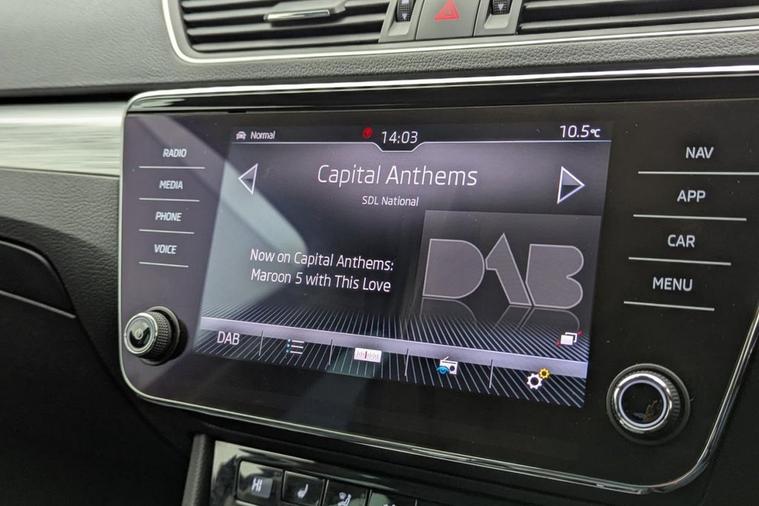 Normal
14:03
10.5°C
RADIO
MEDIA
PHONE
VOICE
Capital Anthems
SDL National
Now on Capital Anthems:
Maroon 5 with This Love
DAB
DAB
NAV
APP
CAR
MENU
HI